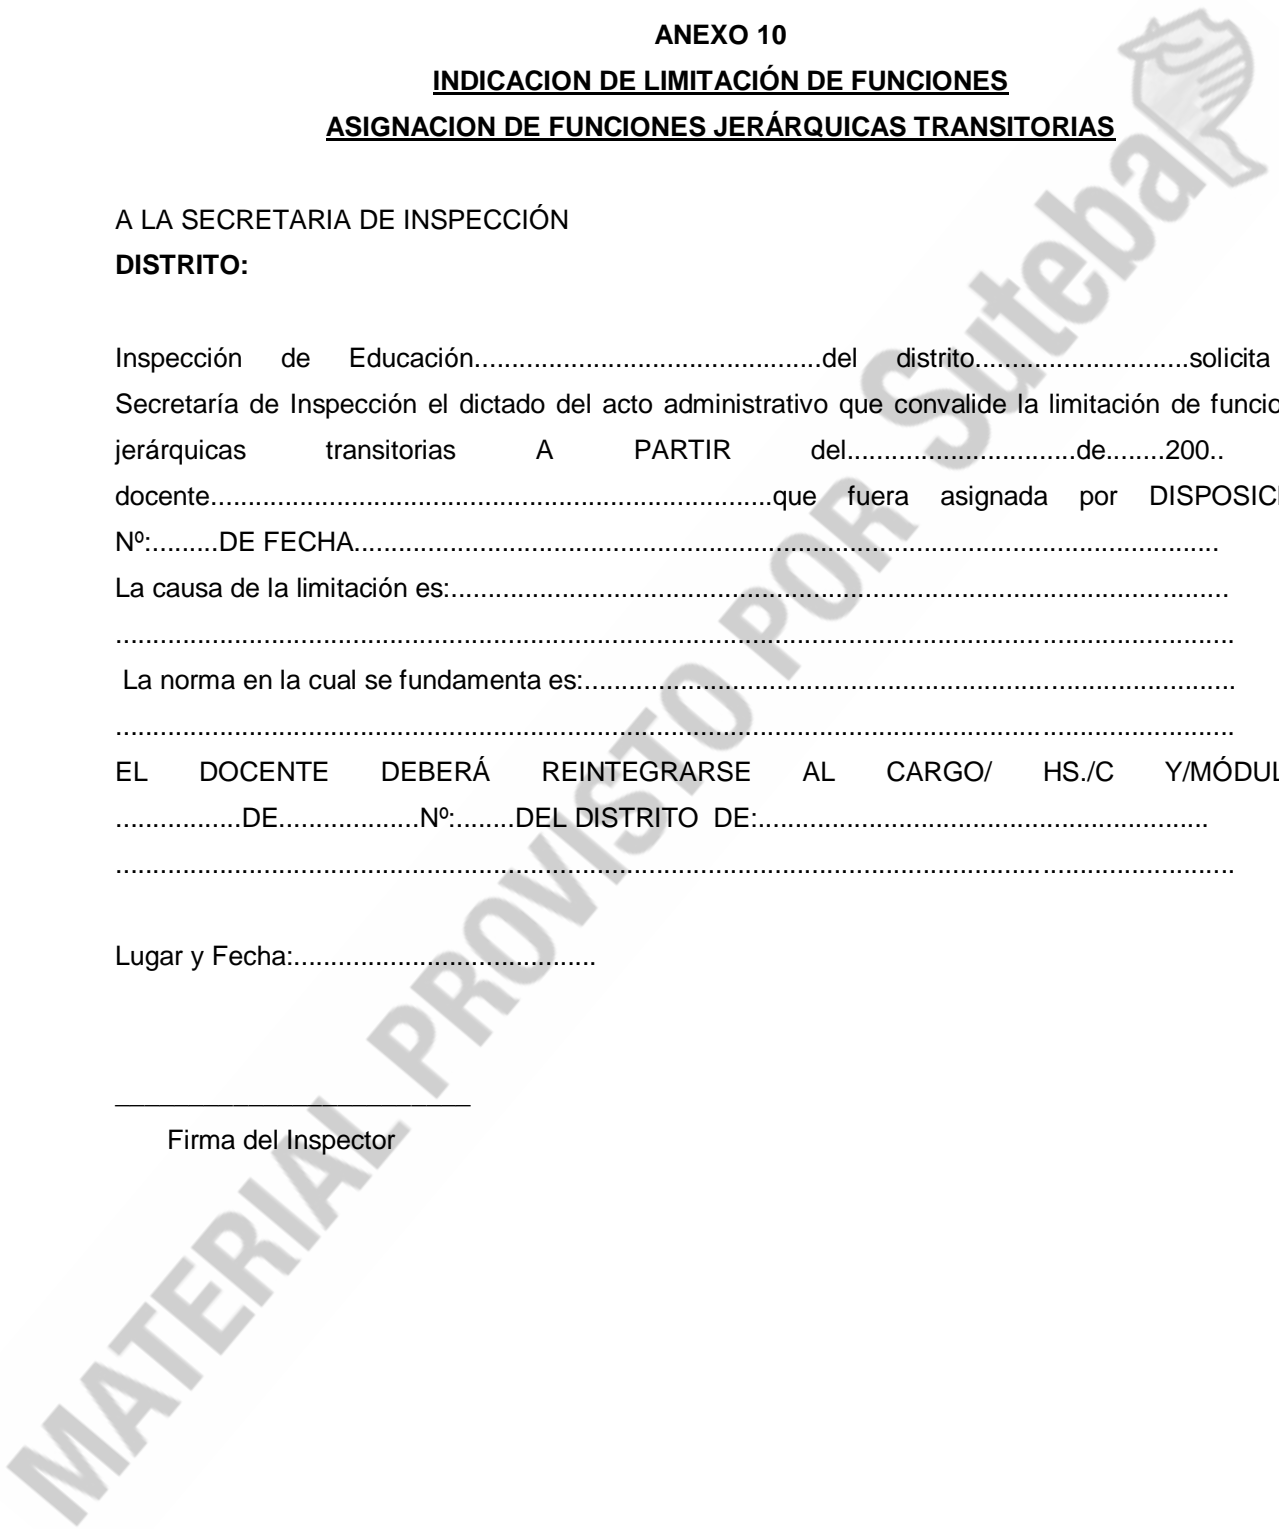 ANEXO 10
INDICACION DE LIMITACIÓN DE FUNCIONES
ASIGNACION DE FUNCIONES JERÁRQUICAS TRANSITORIAS
A LA SECRETARIA DE INSPECCIÓN
DISTRITO:
Inspección de Educación...............................................del distrito.............................solicita
Secretaría de Inspección el dictado del acto administrativo que convalide la limitación de funcio
jerárquicas transitorias A PARTIR del...............................de........200..
docente............................................................................que fuera asignada por DISPOSICI
Nº:.........DE FECHA.....................................................................................................................
La causa de la limitación es:.........................................................................................................
.......................................................................................................................................................
La norma en la cual se fundamenta es:........................................................................................
.......................................................................................................................................................
EL DOCENTE DEBERÁ REINTEGRARSE AL CARGO/ HS./C Y/MÓDUL
.................DE...................Nº:........DEL DISTRITO DE:.............................................................
.......................................................................................................................................................
Lugar y Fecha:.........................................
Firma del Inspector
MATERIAL PROVISTO POR Suteba